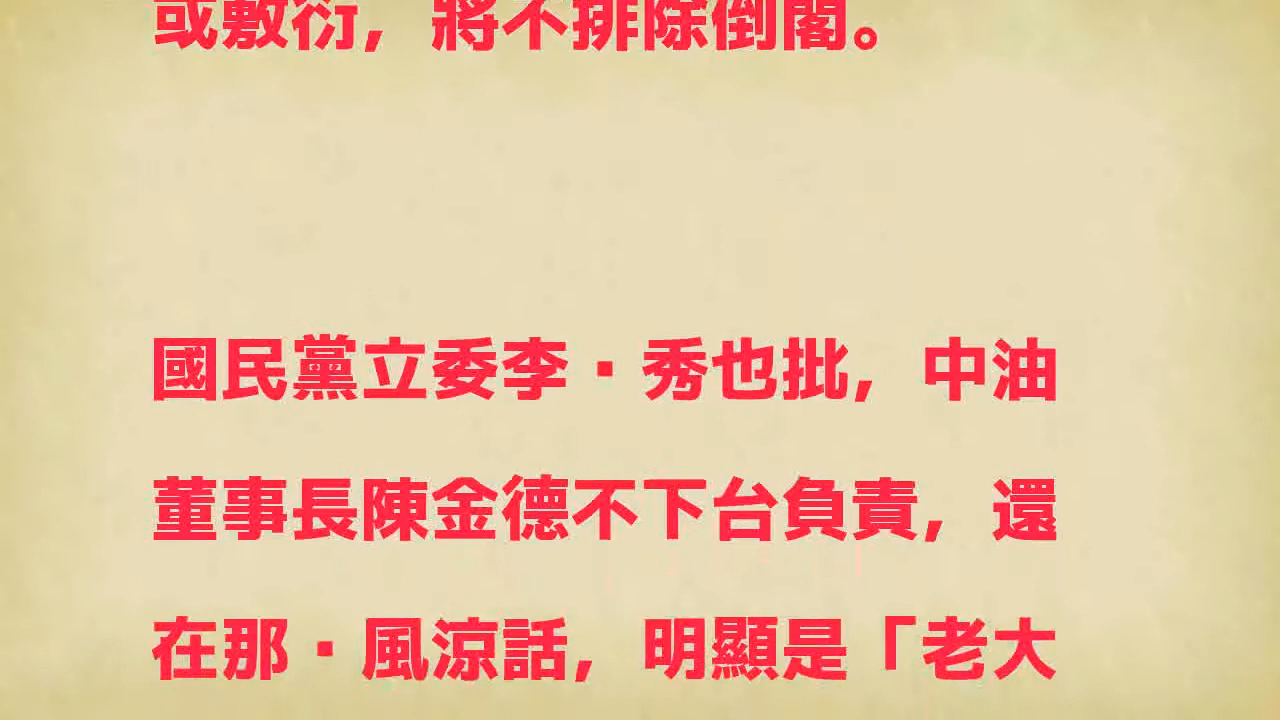 或敷衍，將不排除倒閣。
國民黨立委李▪秀也批，中油
董事長陳金德不下台負責，還
在那▪風涼話，明顯是「老大